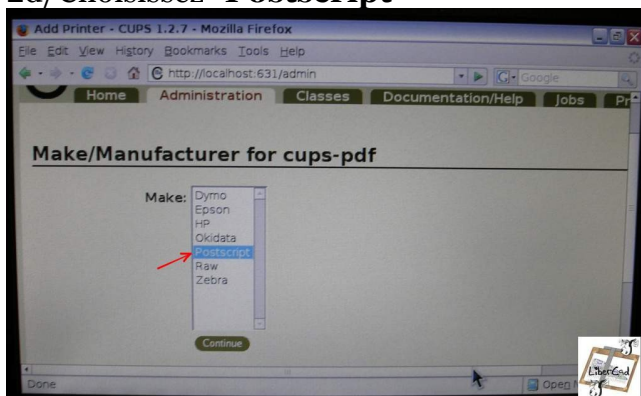 2d/ Choisissez "Postscript"
Add Printer - CUPS 1.2.7 - Mozilla Firefox
File Edit View History Bookmarks Tools Help
http://localhost:631/admin
Google
Home Administration Classes Documentation/Help Jobs
Make/Manufacturer for cups-pdf
Make:
Dymo
Epson
HP
Okidata
Postscript
Raw
Zebra
Continue
Done
Open
LiberCad